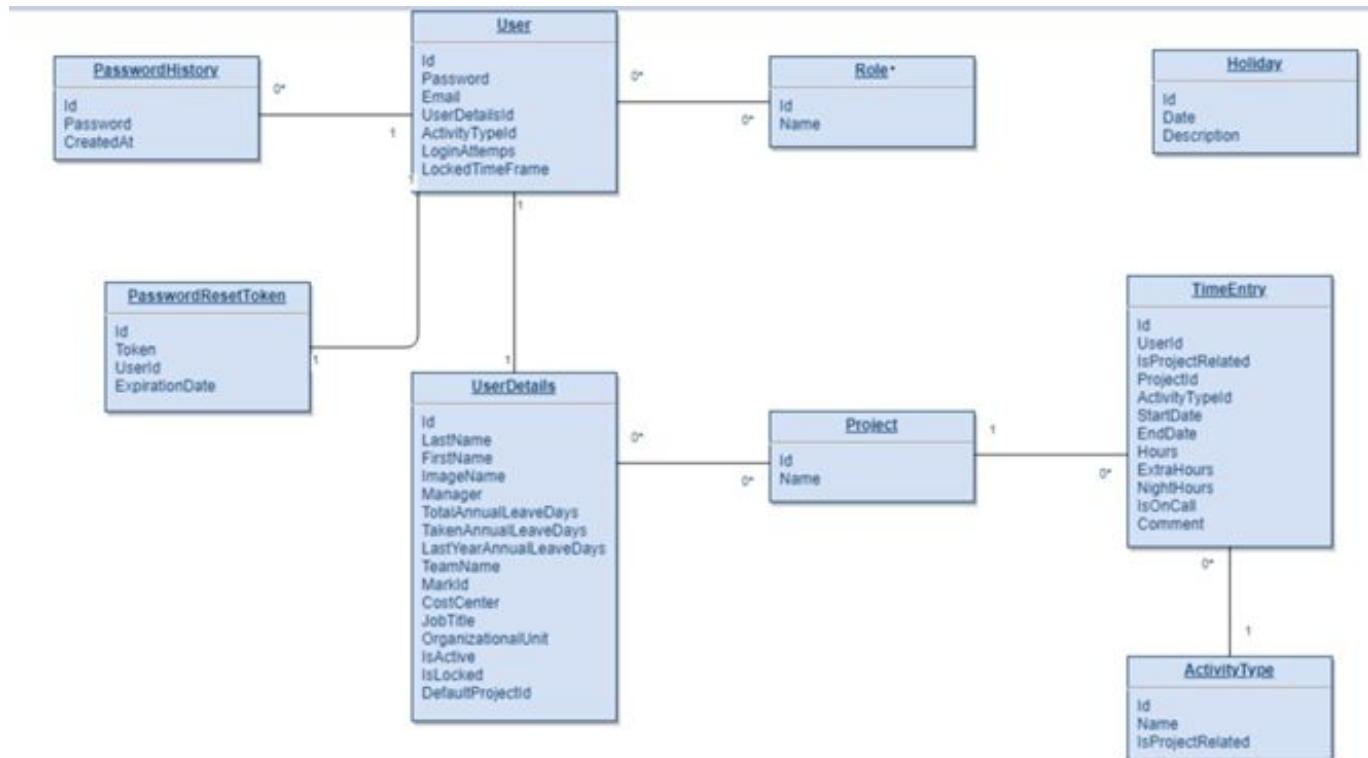 User
Id
Password
Email
UserDetailsId
ActivityTypeId
LoginAttemps
LockedTimeFrame
PasswordHistory
Id
Password
CreatedAt
0*
1
Role*
Id
Name
0*
0*
Holiday
Id
Date
Description
1
1
PasswordResetToken
Id
Token
UserId
ExpirationDate
1
1
UserDetails
Id
LastName
FirstName
ImageName
Manager
TotalAnnualLeaveDays
TakenAnnualLeaveDays
LastYearAnnualLeaveDays
TeamName
MarkId
CostCenter
JobTitle
OrganizationalUnit
IsActive
IsLocked
DefaultProjectId
0*
0*
Project
Id
Name
1
0*
TimeEntry
Id
UserId
IsProjectRelated
ProjectId
ActivityTypeId
StartDate
EndDate
Hours
ExtraHours
NightHours
IsOnCall
Comment
0*
1
ActivityType
Id
Name
IsProjectRelated